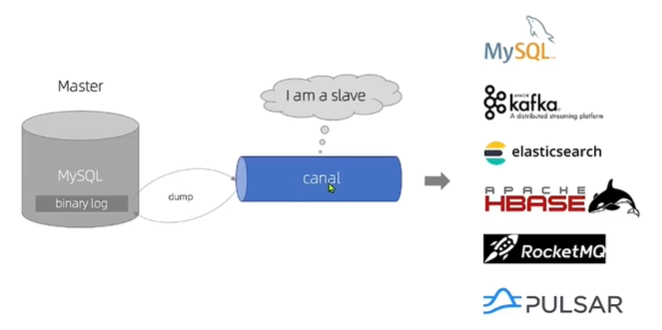 Master
MySQL
binary log
dump
I am a slave
canal
MySQL
APACHE
kafka
A distributed streaming platform
elasticsearch
APACHE
HBASE
RocketMQ
PULSAR